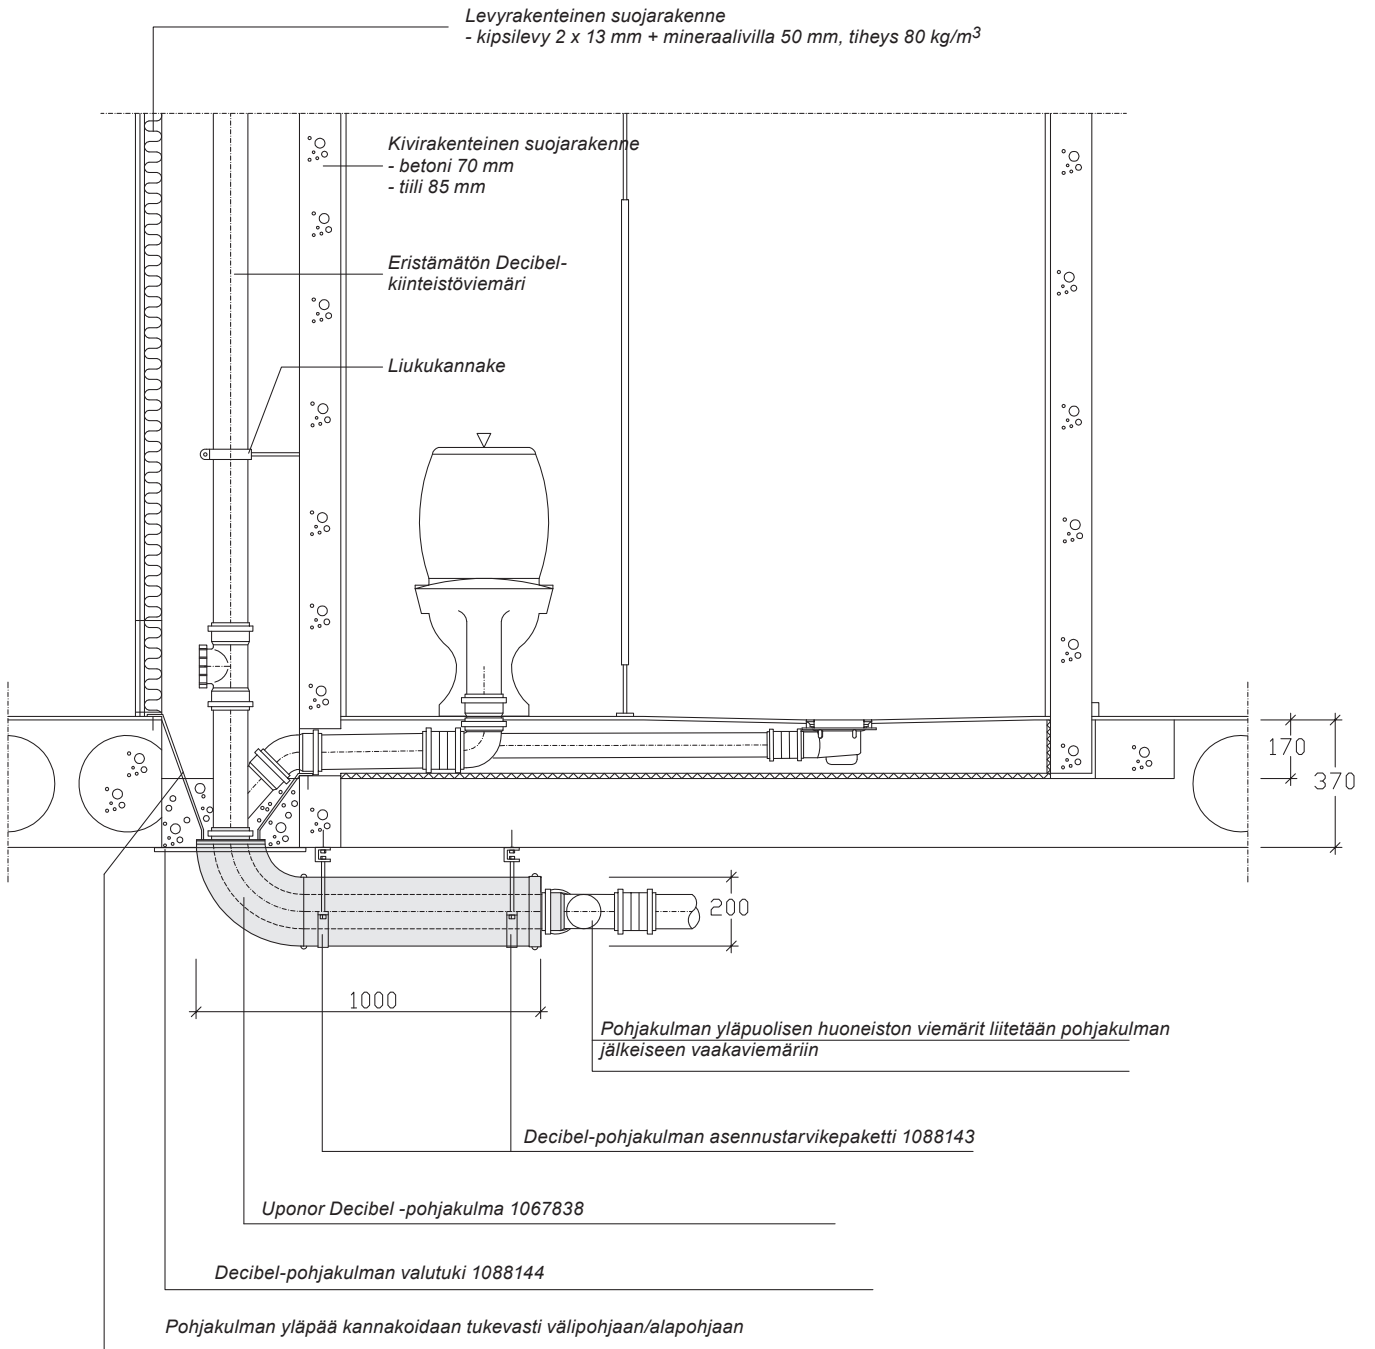 Levyrakenteinen suojarakenne
- kipsilevy 2 x 13 mm + mineraalivilla 50 mm, tiheys 80 kg/m³
Kivirakenteinen suojarakenne
- betoni 70 mm
- tiili 85 mm
Eristämätön Decibel-
kiinteistöviemäri
Liukukannake
170
370
200
1000
Pohjakulman yläpuolisen huoneiston viemärit liitetään pohjakulman
jälkeiseen vaakaviemäriin
Decibel-pohjakulman asennustarvikepaketti 1088143
Uponor Decibel -pohjakulma 1067838
Decibel-pohjakulman valutuki 1088144
Pohjakulman yläpää kannakoidaan tukevasti välipohjaan/alapohjaan